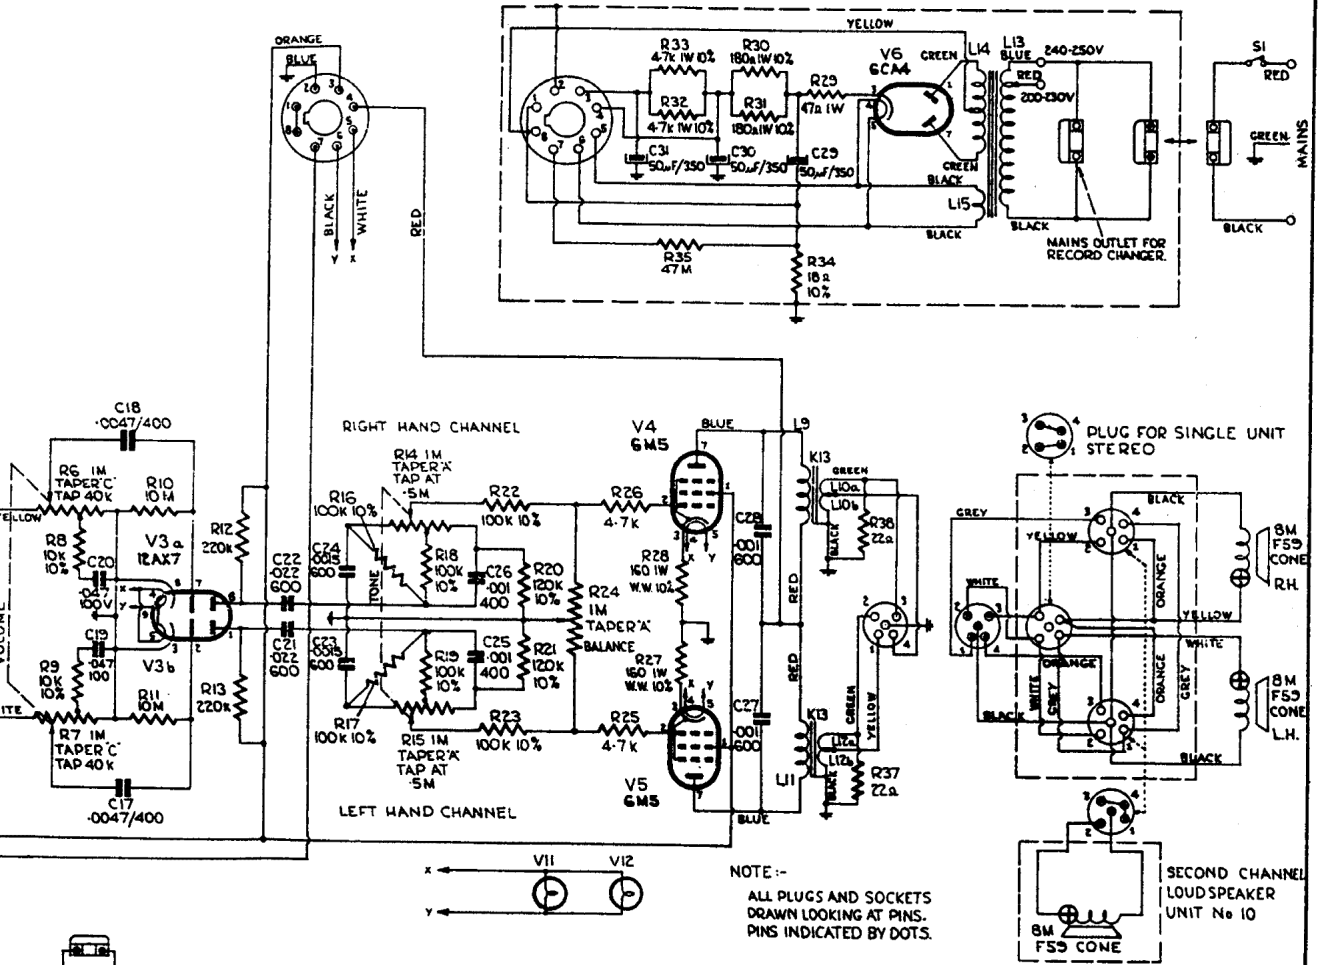 ORANGE
BLUE
1
2
3
4
5
6
7
8
BLACK
WHITE
Y
X
RED
YELLOW
R33
4·7K 1W 10%
R30
180Ω 1W 10%
R32
4·7K 1W 10%
R31
180Ω 1W 10%
R29
47Ω 1W
V6
6CA4
GREEN
GREEN
L14
L13
BLUE
240-250V
RED
200-230V
C31
50µF/350
C30
50µF/350
C29
50µF/350
BLACK
L15
BLACK
BLACK
R35
47M
R34
18Ω
10%
MAINS OUTLET FOR
RECORD CHANGER.
S1
RED
GREEN
MAINS
BLACK
C18
·0047/400
R6 1M
TAPER 'C'
TAP 40K
R10
10M
R8
10K
10%
C20
·047
100V
V3a
12AX7
R12
220K
VOLUME
C19
·047
100
V3b
R9
10K
10%
R11
10M
R13
220K
R7 1M
TAPER 'C'
TAP 40K
C17
·0047/400
C22
·022
600
C21
·022
600
RIGHT HAND CHANNEL
R14 1M
TAPER 'A'
TAP AT
·5M
R16
100K 10%
R22
100K 10%
R26
4·7K
C24
·0015
600
R18
100K
10%
C26
·001
400
R20
120K
10%
TONE
R24
1M
TAPER 'A'
BALANCE
C23
·0015
600
R19
100K
10%
C25
·001
400
R21
120K
10%
R17
100K 10%
R15 1M
TAPER 'A'
TAP AT
·5M
R23
100K 10%
R25
4·7K
LEFT HAND CHANNEL
V4
6M5
BLUE
R28
160 1W
W.W. 10%
R27
160 1W
W.W. 10%
C28
·001
600
C27
·001
600
V5
6M5
BLUE
L9
K13
GREEN
L10a
L10b
BLACK
R38
22Ω
RED
RED
GREEN
YELLOW
K13
L12a
L12b
L11
BLACK
R37
22Ω
PLUG FOR SINGLE UNIT
STEREO
GREY
YELLOW
BLACK
ORANGE
WHITE
YELLOW
WHITE
ORANGE
WHITE
GREY
ORANGE
GREY
BLACK
BLACK
8M
F59
CONE
R.H.
8M
F59
CONE
L.H.
X
Y
V11
V12
NOTE :-
ALL PLUGS AND SOCKETS
DRAWN LOOKING AT PINS.
PINS INDICATED BY DOTS.
SECOND CHANNEL
LOUDSPEAKER
UNIT No 10
8M
F59 CONE